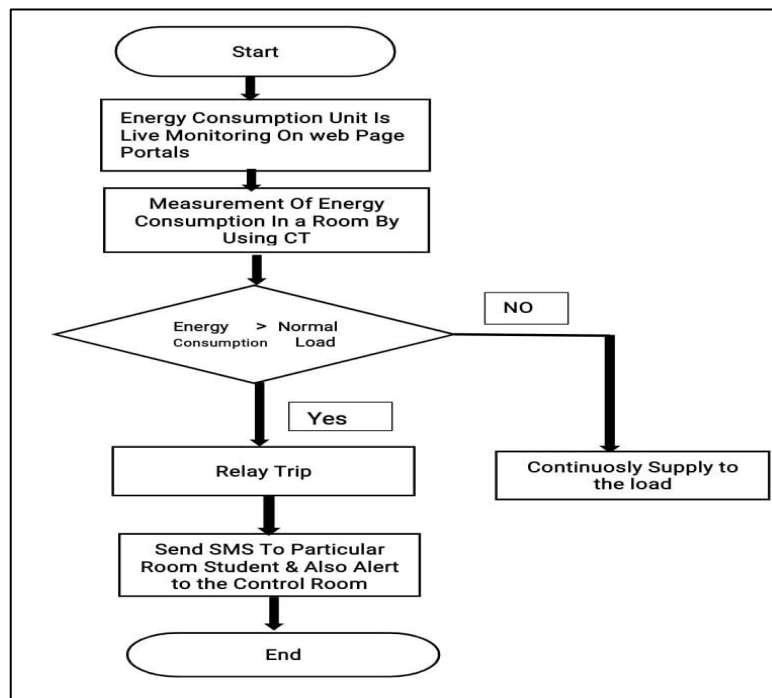 Start
Energy Consumption Unit Is
Live Monitoring On web Page
Portals
Measurement Of Energy
Consumption In a Room By
Using CT
Energy > Normal
Consumption Load
NO
Yes
Relay Trip
Continuosly Supply to
the load
Send SMS To Particular
Room Student & Also Alert
to the Control Room
End